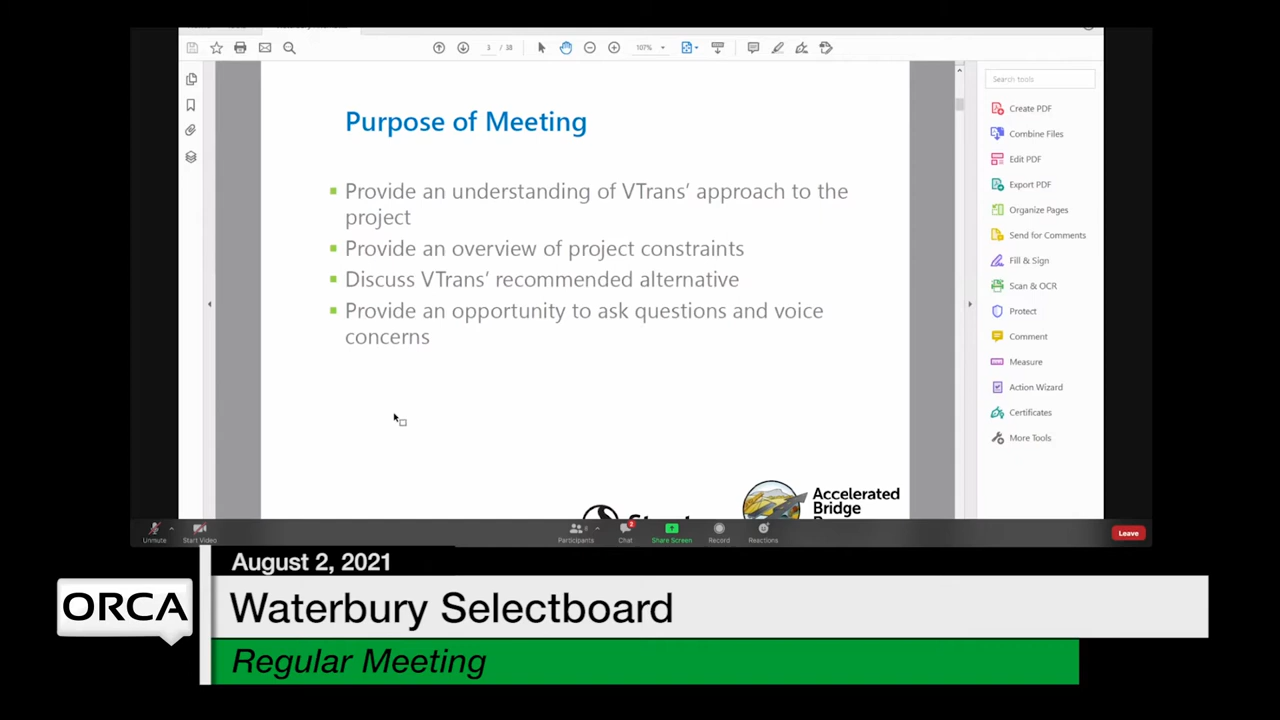 3 / 38
107%
Search tools
Purpose of Meeting
Provide an understanding of VTrans’ approach to the
project
Provide an overview of project constraints
Discuss VTrans’ recommended alternative
Provide an opportunity to ask questions and voice
concerns
Create PDF
Combine Files
Edit PDF
Export PDF
Organize Pages
Send for Comments
Fill & Sign
Scan & OCR
Protect
Comment
Measure
Action Wizard
Certificates
More Tools
Accelerated
Bridge
Unmute
Start Video
Participants
2
Chat
Share Screen
Record
Reactions
Leave
August 2, 2021
ORCA
Waterbury Selectboard
Regular Meeting